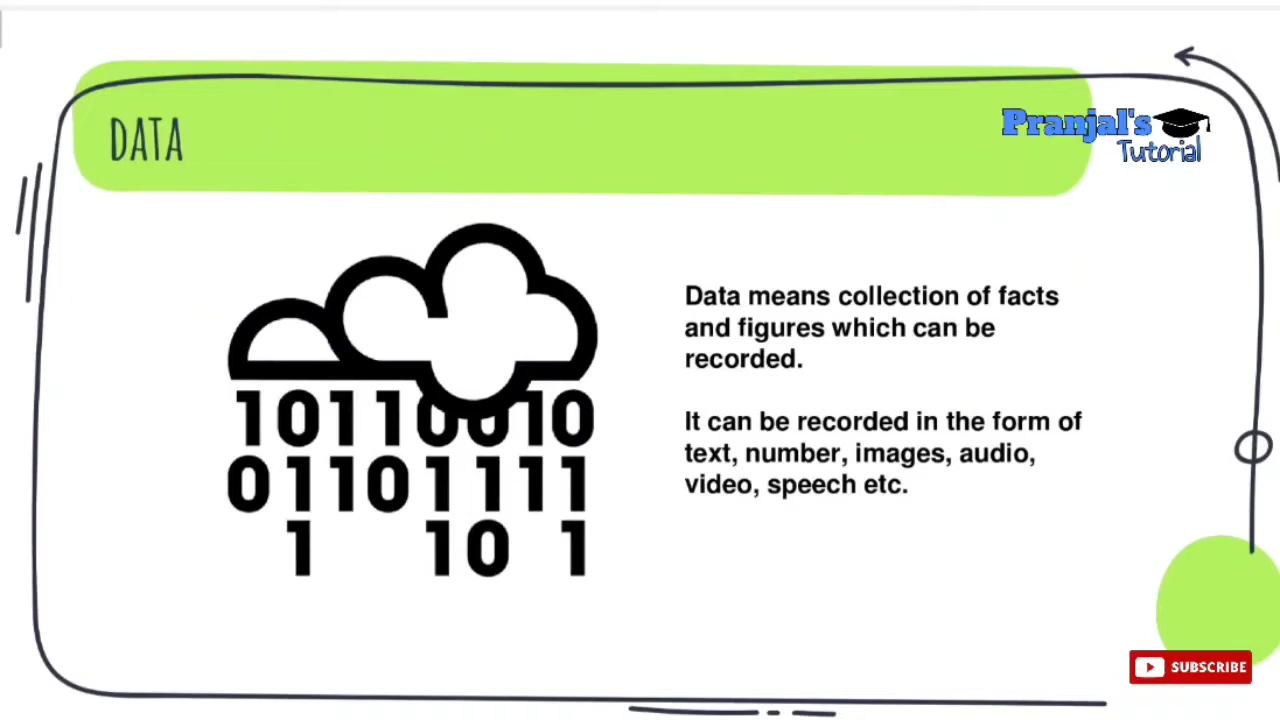 DATA
Pranjal's
Tutorial
10110010
01101111
1 10 1
Data means collection of facts
and figures which can be
recorded.
It can be recorded in the form of
text, number, images, audio,
video, speech etc.
SUBSCRIBE